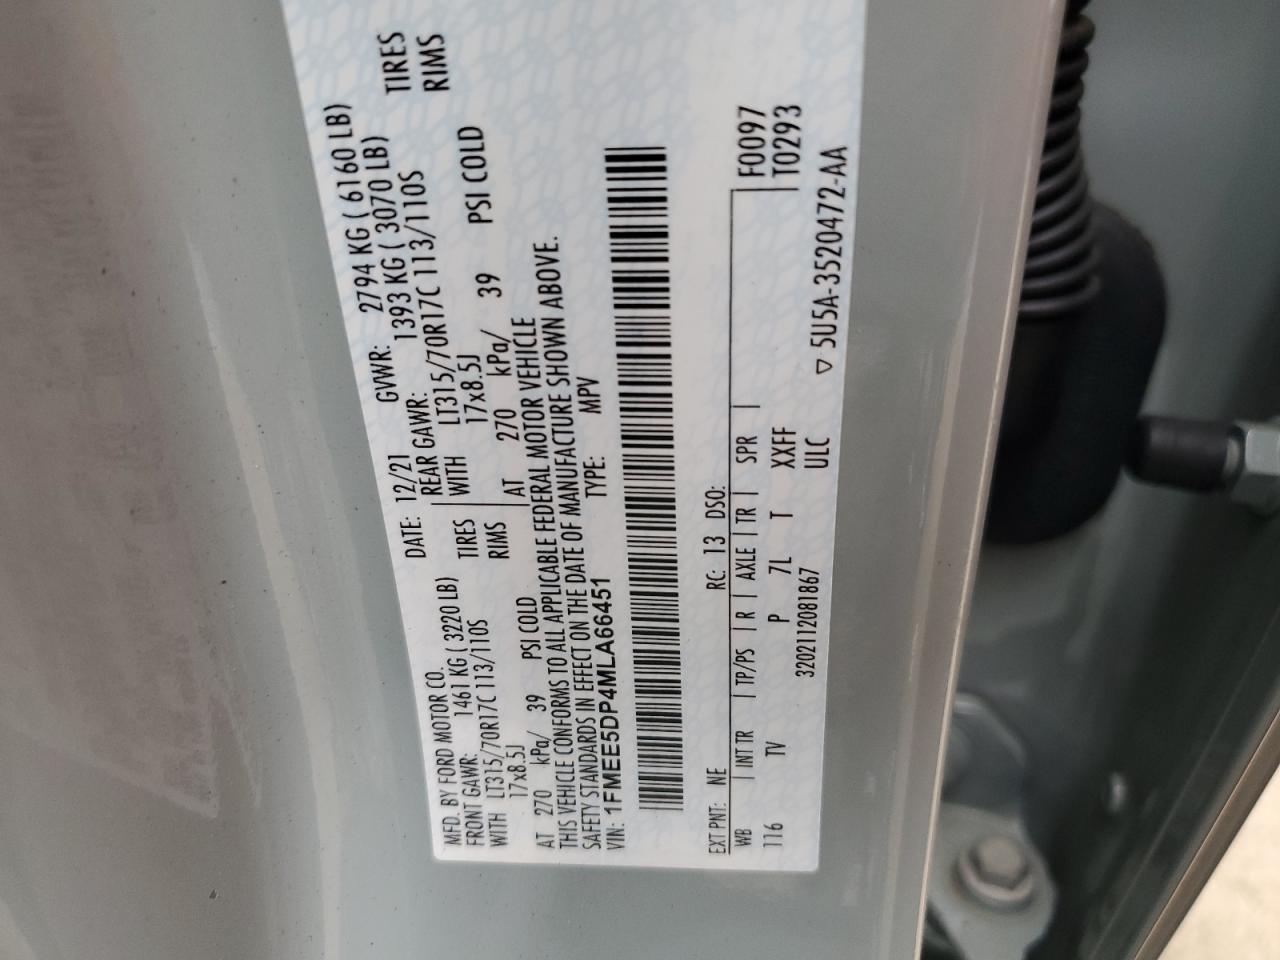 MFD. BY FORD MOTOR CO.
DATE: 12/21 GVWR: 2794 KG ( 6160 LB)
FRONT GAWR: 1461 KG ( 3220 LB) REAR GAWR: 1393 KG ( 3070 LB)
WITH LT315/70R17C 113/110S TIRES WITH LT315/70R17C 113/110S TIRES
17x8.5J RIMS 17x8.5J RIMS
AT 270 kPa/ 39 PSI COLD AT 270 kPa/ 39 PSI COLD
THIS VEHICLE CONFORMS TO ALL APPLICABLE FEDERAL MOTOR VEHICLE
SAFETY STANDARDS IN EFFECT ON THE DATE OF MANUFACTURE SHOWN ABOVE.
VIN: 1FMEE5DP4MLA66451 TYPE: MPV
EXT PNT: NE RC: 13 DSO: F0097
WB INT TR TP/PS R AXLE TR SPR T0293
116 TV P 7L T XXFF
3202112081867 ULC ▽ 5U5A-3520472-AA